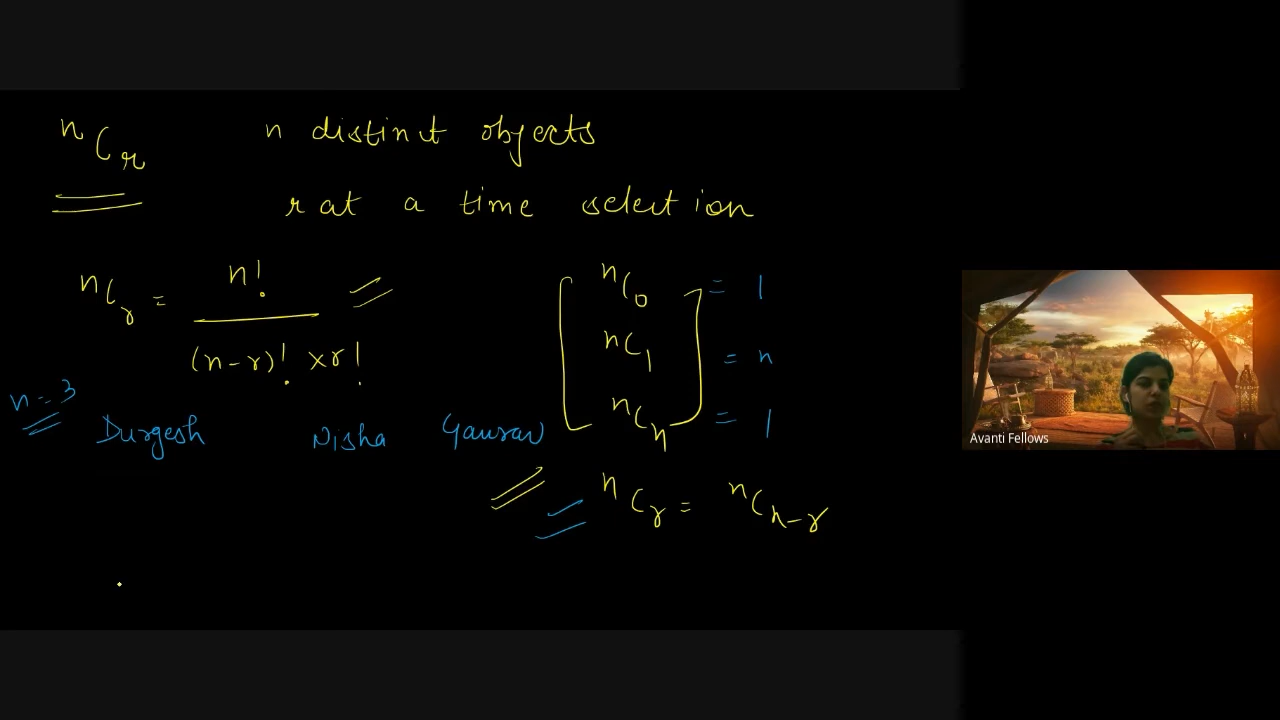 nCr n distinct objects
r at a time selection
nCr = n! / (n-r)! x r!
nC0 = 1
nC1 = n
nCn = 1
n = 3
Durgesh Nisha Gaurav
nCr = nCn-r
Avanti Fellows